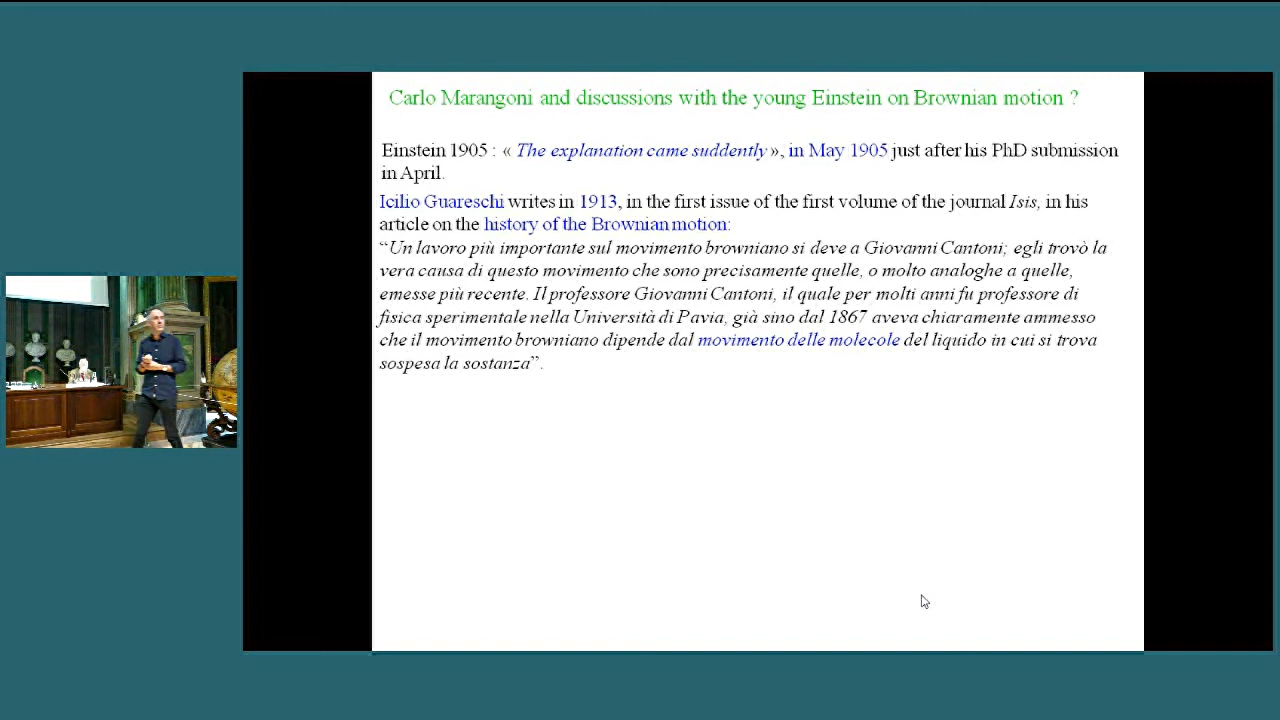 Carlo Marangoni and discussions with the young Einstein on Brownian motion ?
Einstein 1905 : « The explanation came suddently », in May 1905 just after his PhD submission
in April.
Icilio Guareschi writes in 1913, in the first issue of the first volume of the journal Isis, in his
article on the history of the Brownian motion:
“Un lavoro più importante sul movimento browniano si deve a Giovanni Cantoni; egli trovò la
vera causa di questo movimento che sono precisamente quelle, o molto analoghe a quelle,
emesse più recente. Il professore Giovanni Cantoni, il quale per molti anni fu professore di
fisica sperimentale nella Università di Pavia, già sino dal 1867 aveva chiaramente ammesso
che il movimento browniano dipende dal movimento delle molecole del liquido in cui si trova
sospesa la sostanza”.